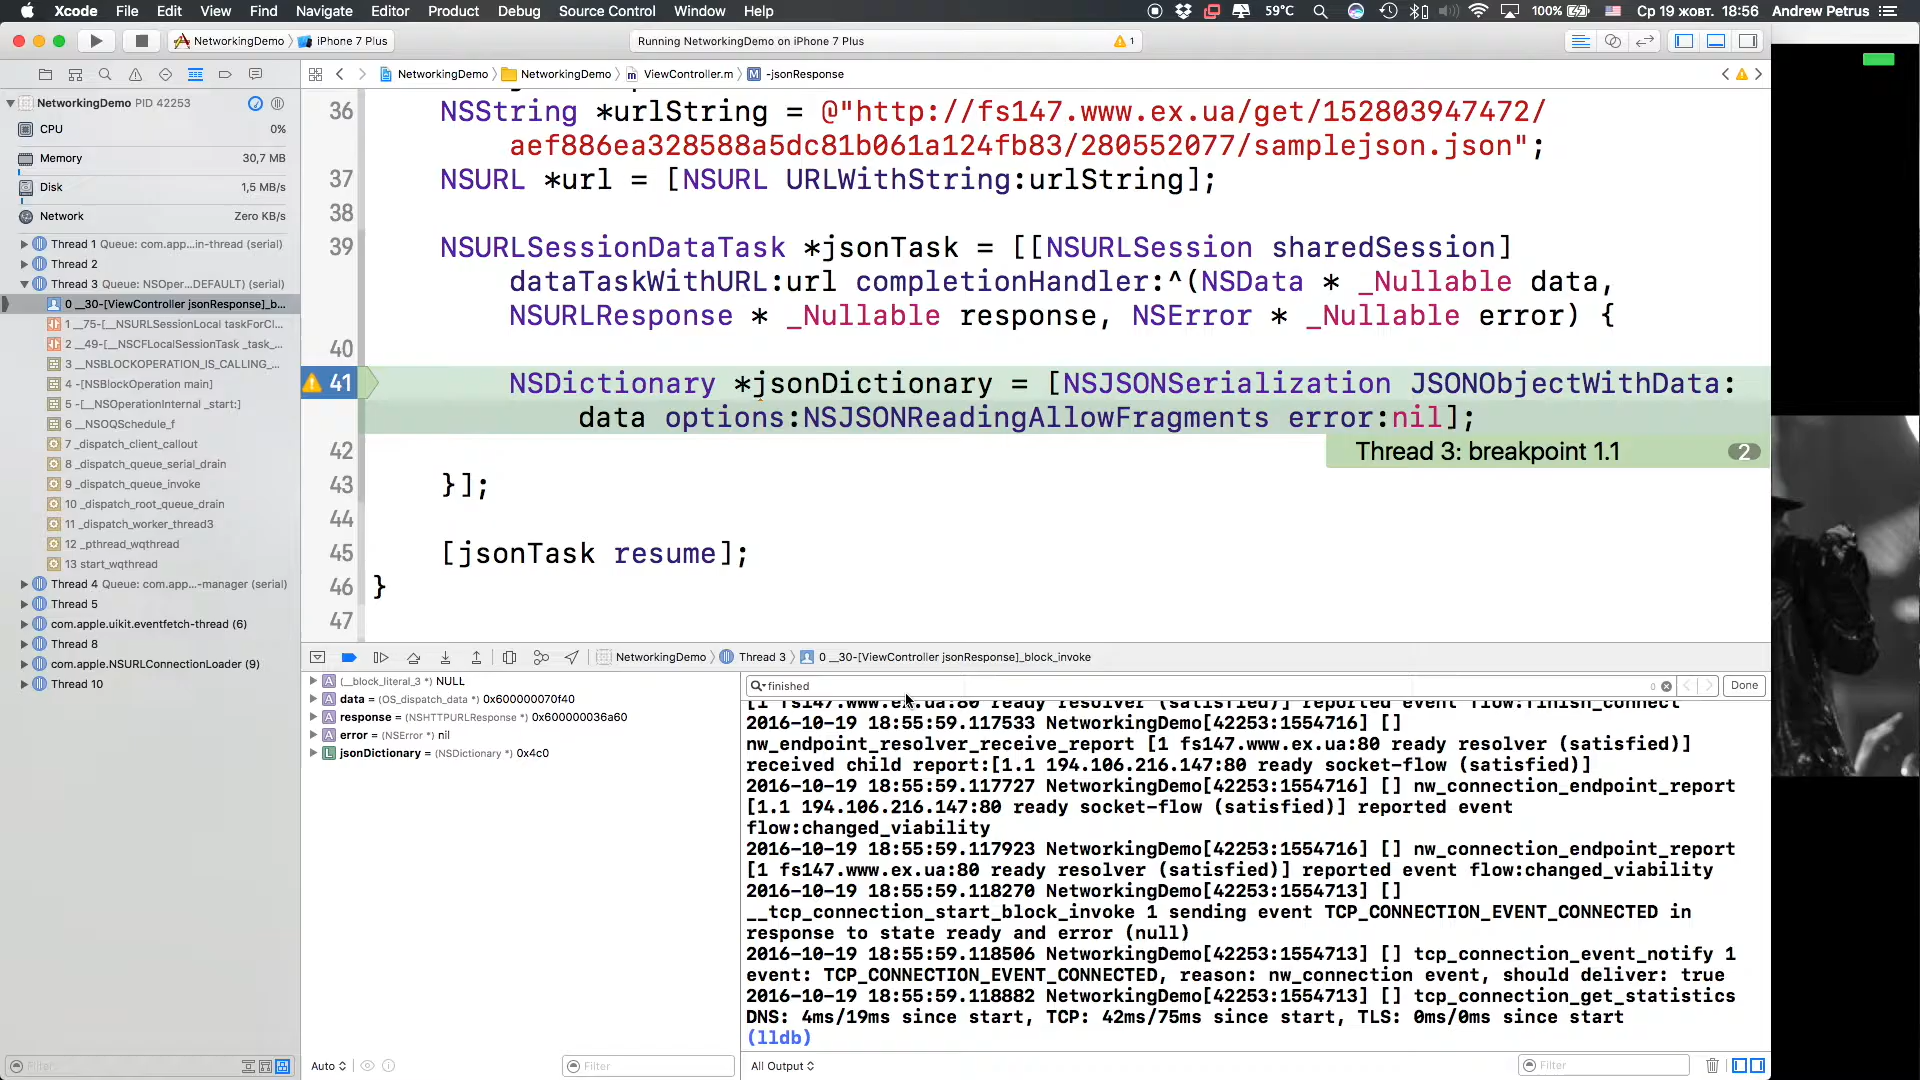 Xcode File Edit View Find Navigate Editor Product Debug Source Control Window Help 59°C 100% Ср 19 жовт. 18:56 Andrew Petrus
NetworkingDemo iPhone 7 Plus Running NetworkingDemo on iPhone 7 Plus 1
NetworkingDemo NetworkingDemo ViewController.m M -jsonResponse
NetworkingDemo PID 42253
CPU 0%
Memory 30,7 MB
Disk 1,5 MB/s
Network Zero KB/s
Thread 1 Queue: com.app...in-thread (serial)
Thread 2
Thread 3 Queue: NSOper...DEFAULT) (serial)
0 __30-[ViewController jsonResponse]_b...
1 __75-[__NSURLSessionLocal taskForCl...
2 __49-[__NSCFLocalSessionTask _task_...
3 __NSBLOCKOPERATION_IS_CALLING_...
4 -[NSBlockOperation main]
5 -[__NSOperationInternal _start:]
6 __NSOQSchedule_f
7 _dispatch_client_callout
8 _dispatch_queue_serial_drain
9 _dispatch_queue_invoke
10 _dispatch_root_queue_drain
11 _dispatch_worker_thread3
12 _pthread_wqthread
13 start_wqthread
Thread 4 Queue: com.app...-manager (serial)
Thread 5
com.apple.uikit.eventfetch-thread (6)
Thread 8
com.apple.NSURLConnectionLoader (9)
Thread 10
Filter
36 NSString *urlString = @"http://fs147.www.ex.ua/get/152803947472/
aef886ea328588a5dc81b061a124fb83/280552077/samplejson.json";
37 NSURL *url = [NSURL URLWithString:urlString];
38
39 NSURLSessionDataTask *jsonTask = [[NSURLSession sharedSession]
dataTaskWithURL:url completionHandler:^(NSData * _Nullable data,
NSURLResponse * _Nullable response, NSError * _Nullable error) {
40
41 NSDictionary *jsonDictionary = [NSJSONSerialization JSONObjectWithData:
data options:NSJSONReadingAllowFragments error:nil];
42 Thread 3: breakpoint 1.1 2
43 }];
44
45 [jsonTask resume];
46 }
47
NetworkingDemo Thread 3 0 __30-[ViewController jsonResponse]_block_invoke
A (__block_literal_3 *) NULL
A data = (OS_dispatch_data *) 0x600000070f40
A response = (NSHTTPURLResponse *) 0x600000036a60
A error = (NSError *) nil
L jsonDictionary = (NSDictionary *) 0x4c0
Auto Filter
finished 0 Done
[1 fs147.www.ex.ua:80 ready resolver (satisfied)] reported event flow:finish_connect
2016-10-19 18:55:59.117533 NetworkingDemo[42253:1554716] []
nw_endpoint_resolver_receive_report [1 fs147.www.ex.ua:80 ready resolver (satisfied)]
received child report:[1.1 194.106.216.147:80 ready socket-flow (satisfied)]
2016-10-19 18:55:59.117727 NetworkingDemo[42253:1554716] [] nw_connection_endpoint_report
[1.1 194.106.216.147:80 ready socket-flow (satisfied)] reported event
flow:changed_viability
2016-10-19 18:55:59.117923 NetworkingDemo[42253:1554716] [] nw_connection_endpoint_report
[1 fs147.www.ex.ua:80 ready resolver (satisfied)] reported event flow:changed_viability
2016-10-19 18:55:59.118270 NetworkingDemo[42253:1554713] []
__tcp_connection_start_block_invoke 1 sending event TCP_CONNECTION_EVENT_CONNECTED in
response to state ready and error (null)
2016-10-19 18:55:59.118506 NetworkingDemo[42253:1554713] [] tcp_connection_event_notify 1
event: TCP_CONNECTION_EVENT_CONNECTED, reason: nw_connection event, should deliver: true
2016-10-19 18:55:59.118882 NetworkingDemo[42253:1554713] [] tcp_connection_get_statistics
DNS: 4ms/19ms since start, TCP: 42ms/75ms since start, TLS: 0ms/0ms since start
(lldb)
All Output Filter